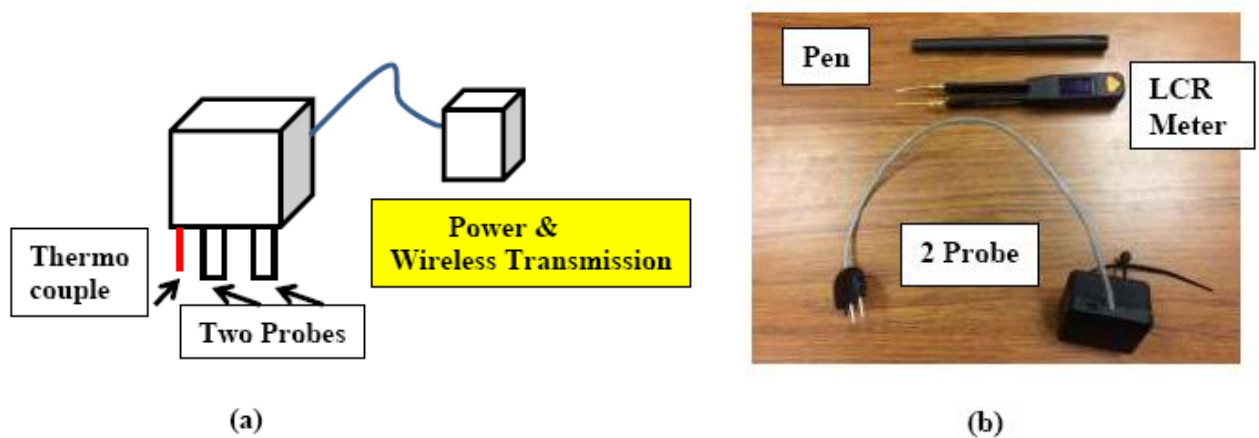 Thermo
couple
Two Probes
Power &
Wireless Transmission
(a)
Pen
LCR
Meter
2 Probe
(b)